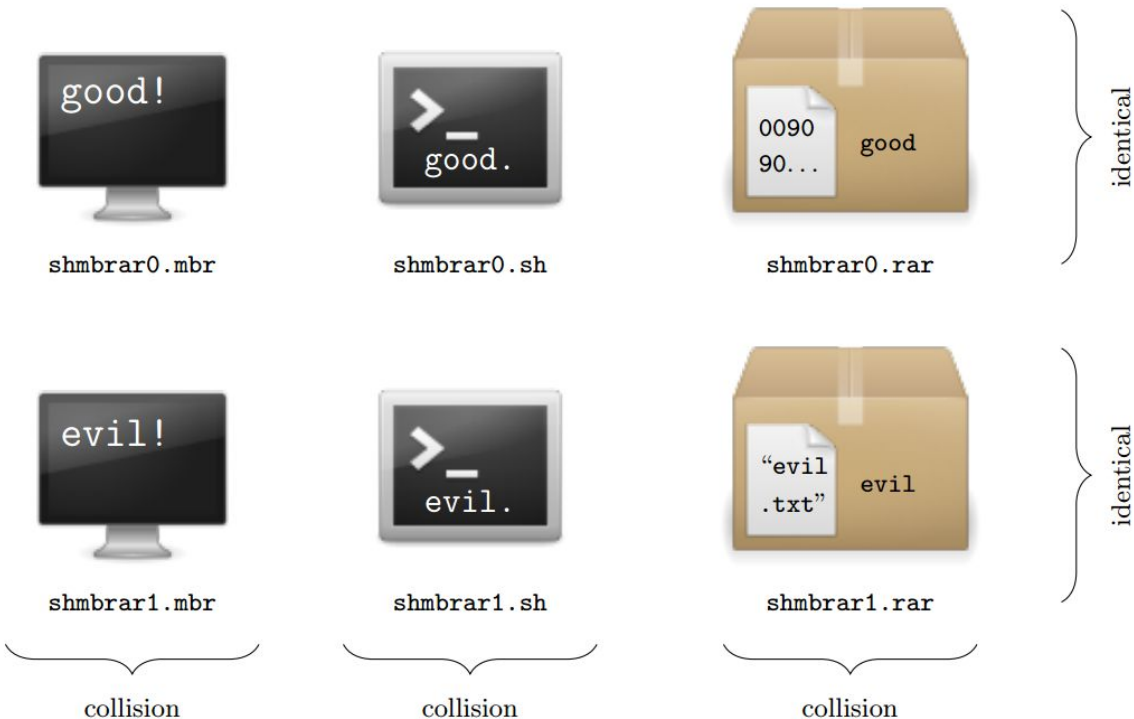 good!
>_
good.
0090
90...
good
shmbrar0.mbr
shmbrar0.sh
shmbrar0.rar
identical
evil!
>_
evil.
“evil
.txt”
evil
shmbrar1.mbr
shmbrar1.sh
shmbrar1.rar
identical
collision
collision
collision